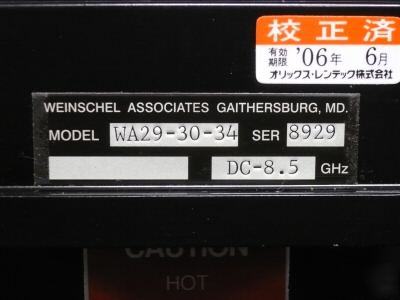 校正済
有効期限 '06年 6月
オリックス・レンテック株式会社
WEINSCHEL ASSOCIATES GAITHERSBURG, MD.
MODEL WA29-30-34 SER 8929
DC-8.5 GHz
CAUTION
HOT